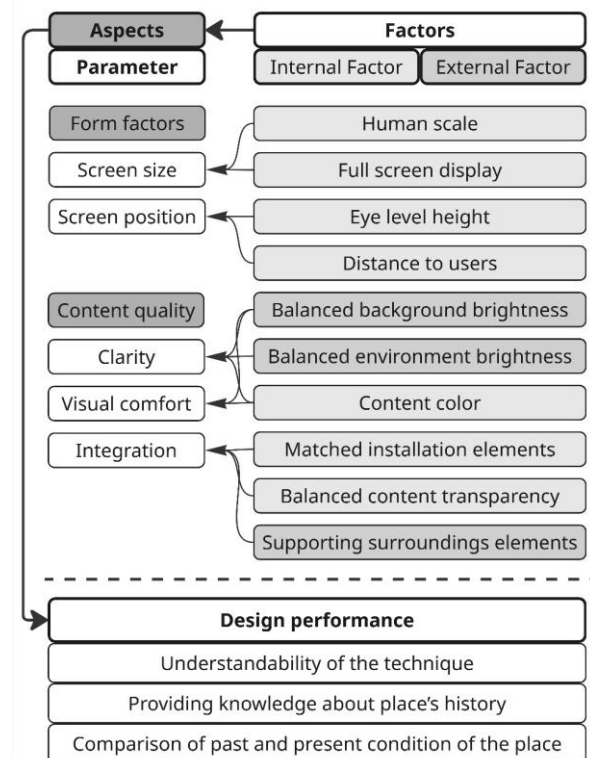 Aspects
Factors
Parameter
Internal Factor
External Factor
Form factors
Human scale
Screen size
Full screen display
Screen position
Eye level height
Distance to users
Content quality
Balanced background brightness
Clarity
Balanced environment brightness
Visual comfort
Content color
Integration
Matched installation elements
Balanced content transparency
Supporting surroundings elements
Design performance
Understandability of the technique
Providing knowledge about place's history
Comparison of past and present condition of the place